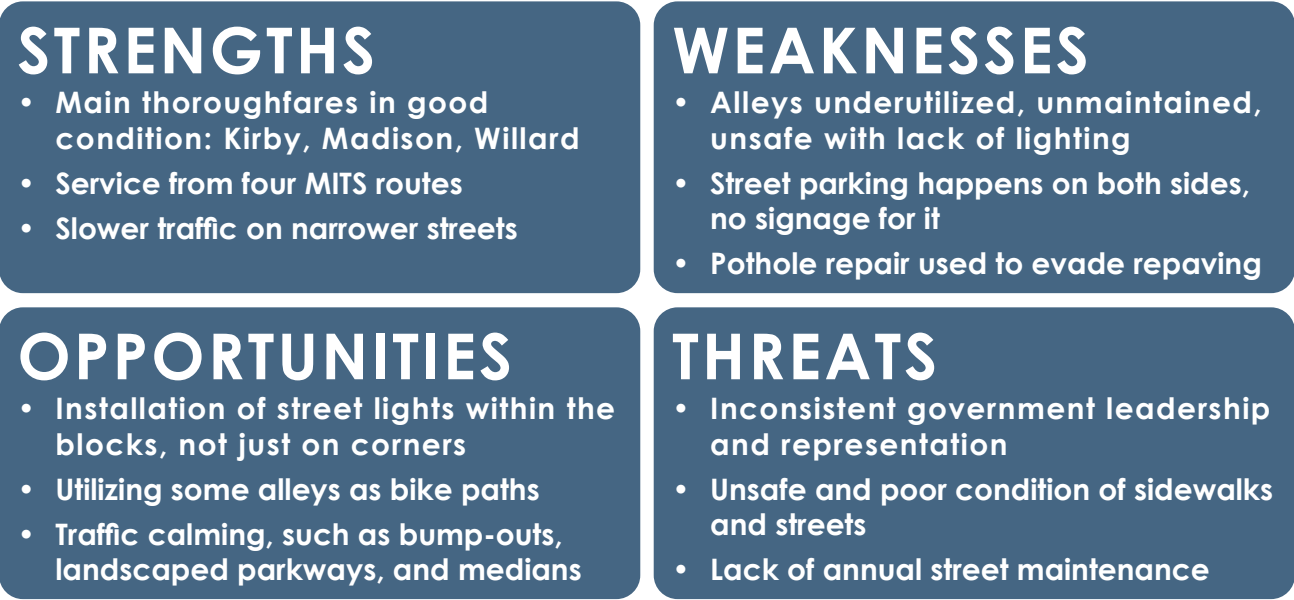 STRENGTHS
• Main thoroughfares in good
condition: Kirby, Madison, Willard
• Service from four MITS routes
• Slower traffic on narrower streets
WEAKNESSES
• Alleys underutilized, unmaintained,
unsafe with lack of lighting
• Street parking happens on both sides,
no signage for it
• Pothole repair used to evade repaving
OPPORTUNITIES
• Installation of street lights within the
blocks, not just on corners
• Utilizing some alleys as bike paths
• Traffic calming, such as bump-outs,
landscaped parkways, and medians
THREATS
• Inconsistent government leadership
and representation
• Unsafe and poor condition of sidewalks
and streets
• Lack of annual street maintenance